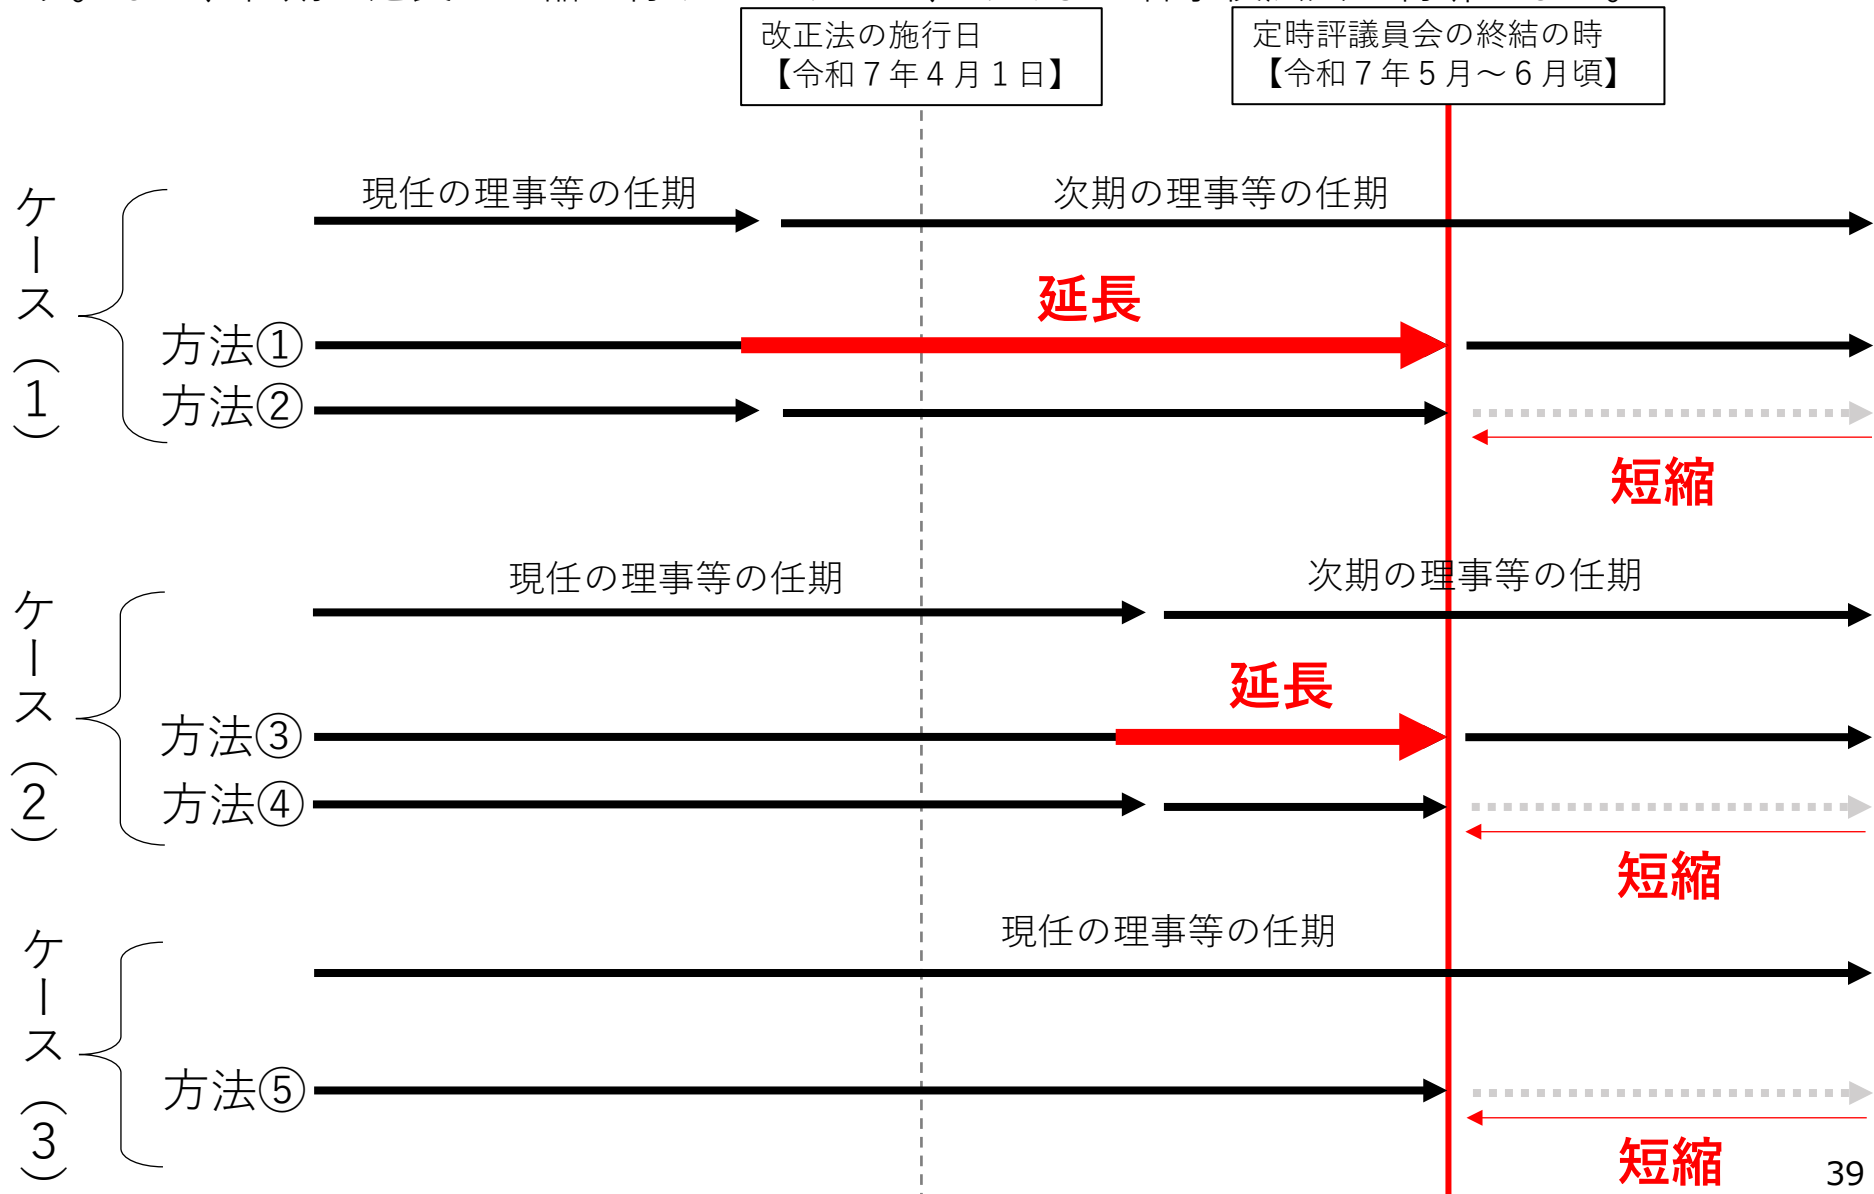 改正法の施行日
【令和７年４月１日】
定時評議員会の終結の時
【令和７年５月～６月頃】
ケース（1）
現任の理事等の任期
次期の理事等の任期
延長
方法①
方法②
短縮
ケース（2）
現任の理事等の任期
次期の理事等の任期
延長
方法③
方法④
短縮
ケース（3）
現任の理事等の任期
方法⑤
短縮
39